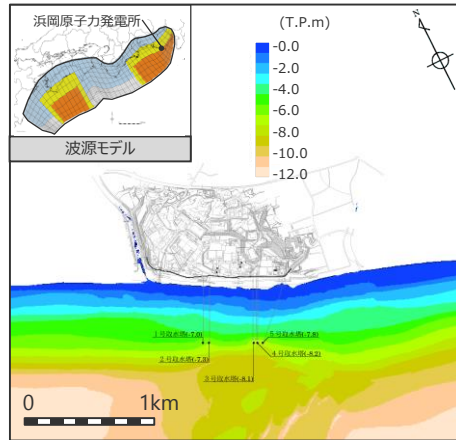 浜岡原子力発電所
波源モデル
(T.P.m)
-0.0
-2.0
-4.0
-6.0
-8.0
-10.0
-12.0
N
1号取水塔(-7.0)
5号取水塔(-7.8)
2号取水塔(-7.8)
4号取水塔(-8.2)
3号取水塔(-8.1)
0 1km